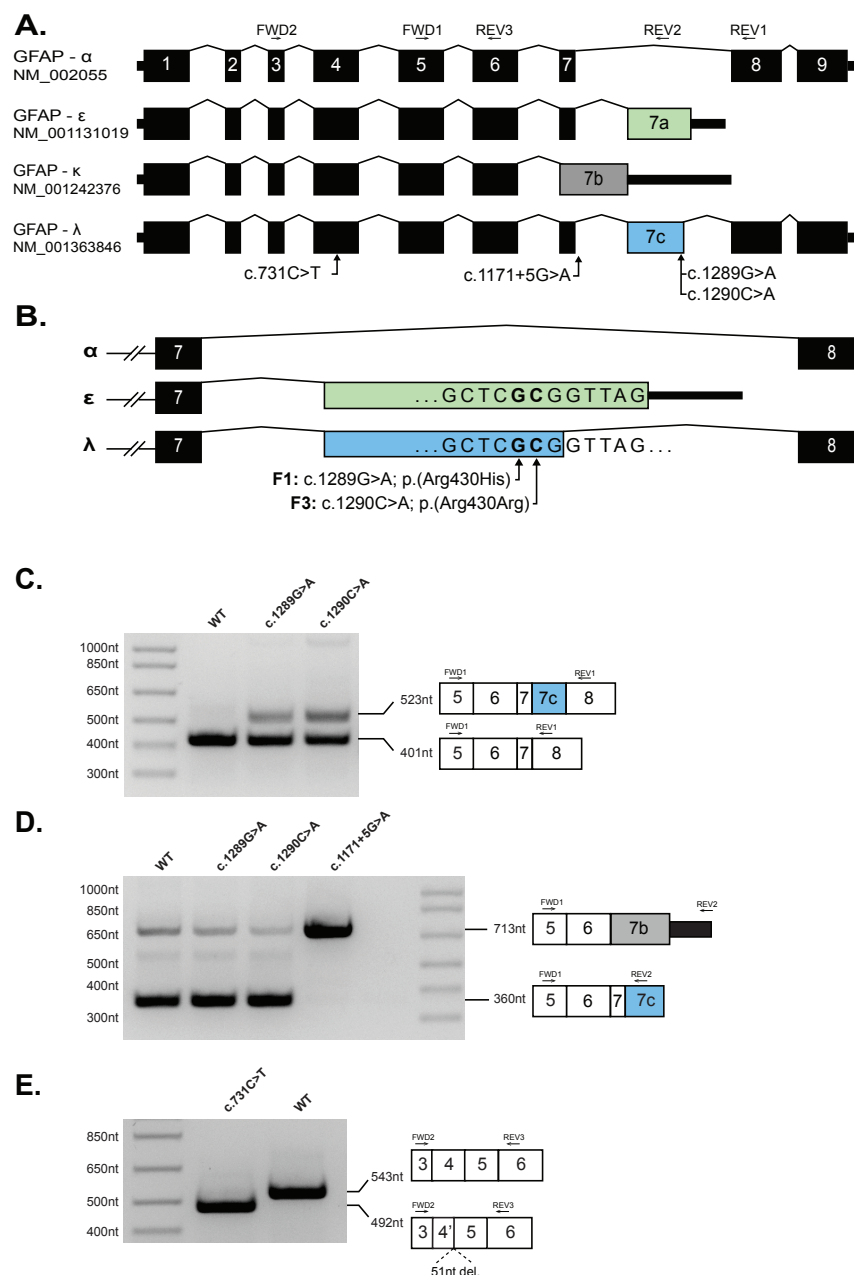 A.
FWD2 FWD1 REV3 REV2 REV1
GFAP - α
NM_002055
1 2 3 4 5 6 7 8 9
GFAP - ε
NM_001131019
7a
GFAP - κ
NM_001242376
7b
GFAP - λ
NM_001363846
7c
c.731C>T c.1171+5G>A c.1289G>A
c.1290C>A
B.
α 7 8
ε 7 ...GCTCGCGGTTAG
λ 7 ...GCTCGCGGTTAG... 8
F1: c.1289G>A; p.(Arg430His)
F3: c.1290C>A; p.(Arg430Arg)
C.
WT c.1289G>A c.1290C>A
1000nt
850nt
650nt
500nt
400nt
300nt
FWD1 REV1
523nt 5 6 7 7c 8
FWD1 REV1
401nt 5 6 7 8
D.
WT c.1289G>A c.1290C>A c.1171+5G>A
1000nt
850nt
650nt
500nt
400nt
300nt
FWD1 REV2
713nt 5 6 7b
FWD1 REV2
360nt 5 6 7 7c
E.
c.731C>T WT
850nt
650nt
500nt
400nt
FWD2 REV3
543nt 3 4 5 6
FWD2 REV3
492nt 3 4' 5 6
51nt del.